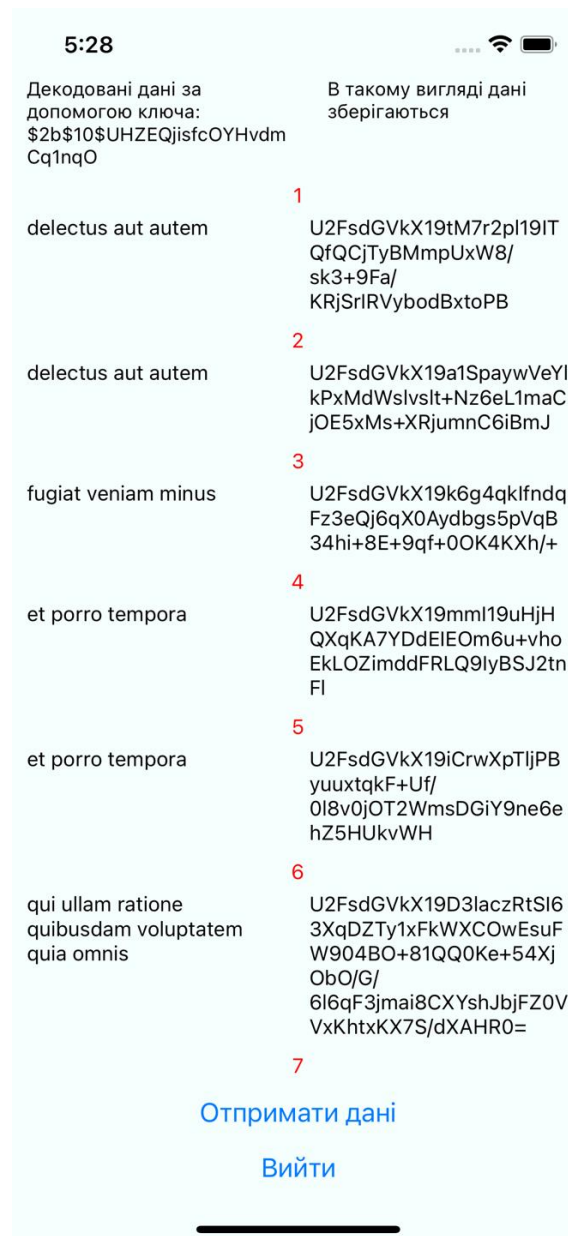 5:28
Декодовані дані за
допомогою ключа:
$2b$10$UHZEQjisfcOYHvdm
Cq1nqO
В такому вигляді дані
зберігаються
1
delectus aut autem
U2FsdGVkX19tM7r2pl19IT
QfQCjTyBMmpUxW8/
sk3+9Fa/
KRjSrlRVybodBxtoPB
2
delectus aut autem
U2FsdGVkX19a1SpaywVeYl
kPxMdWslvslt+Nz6eL1maC
jOE5xMs+XRjumnC6iBmJ
3
fugiat veniam minus
U2FsdGVkX19k6g4qklfndq
Fz3eQj6qX0Aydbgs5pVqB
34hi+8E+9qf+0OK4KXh/+
4
et porro tempora
U2FsdGVkX19mml19uHjH
QXqKA7YDdElEOm6u+vho
EkLOZimddFRLQ9IyBSJ2tn
Fl
5
et porro tempora
U2FsdGVkX19iCrwXpTljPB
yuuxtqkF+Uf/
0l8v0jOT2WmsDGiY9ne6e
hZ5HUkvWH
6
qui ullam ratione
quibusdam voluptatem
quia omnis
U2FsdGVkX19D3laczRtSI6
3XqDZTy1xFkWXCOwEsuF
W904BO+81QQ0Ke+54Xj
ObO/G/
6l6qF3jmai8CXYshJbjFZ0V
VxKhtxKX7S/dXAHR0=
7
Отпримати дані
Вийти